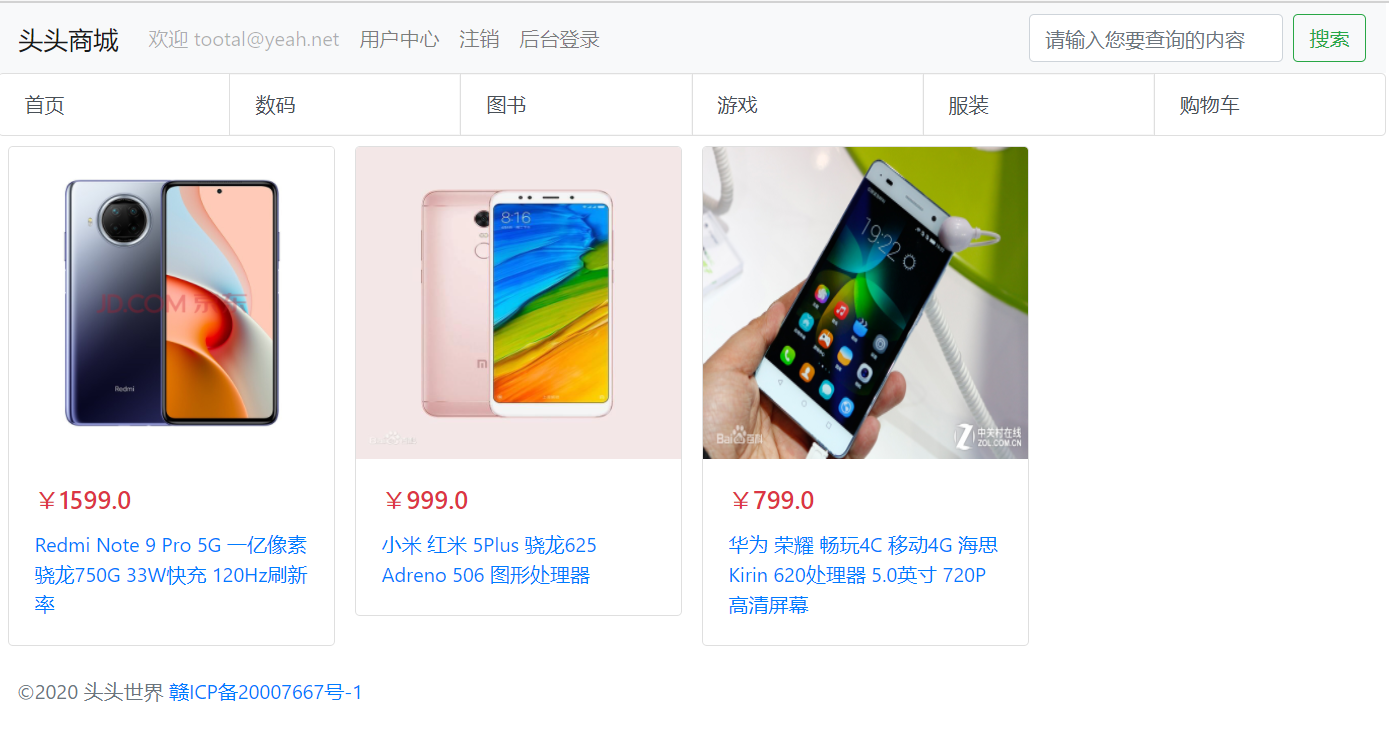 头头商城 欢迎 tootal@yeah.net 用户中心 注销 后台登录 请输入您要查询的内容 搜索
首页 数码 图书 游戏 服装 购物车
JD.COM 京东
Redmi
8:16
19:22
Bai百科
中关村在线
ZOL.COM.CN
￥1599.0
Redmi Note 9 Pro 5G 一亿像素
骁龙750G 33W快充 120Hz刷新
率
￥999.0
小米 红米 5Plus 骁龙625
Adreno 506 图形处理器
￥799.0
华为 荣耀 畅玩4C 移动4G 海思
Kirin 620处理器 5.0英寸 720P
高清屏幕
©2020 头头世界 赣ICP备20007667号-1